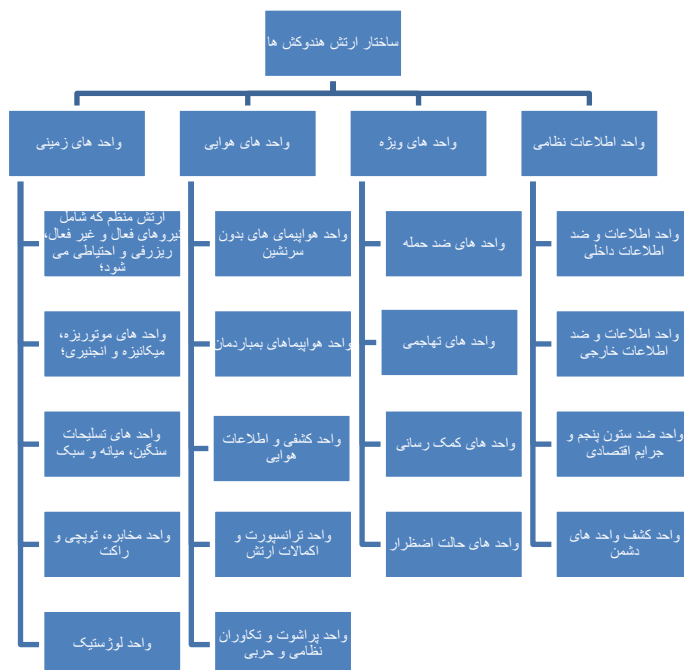 ساختار ارتش هندوکش ها
واحد اطلاعات نظامی
واحد های ویژه
واحد های هوایی
واحد های زمینی
واحد اطلاعات و ضد
اطلاعات داخلی
واحد اطلاعات و ضد
اطلاعات خارجی
واحد ضد ستون پنجم و
جرایم اقتصادی
واحد کشف واحد های
دشمن
واحد های ضد حمله
واحد های تهاجمی
واحد های کمک رسانی
واحد های حالت اضظرار
واحد هواپیمای های بدون
سرنشین
واحد هواپیماهای بمباردمان
واحد کشفی و اطلاعات
هوایی
واحد ترانسپورت و
اکمالات ارتش
واحد پراشوت و تکاوران
نظامی و حربی
ارتش منظم که شامل
نیروهای فعال و غیر فعال،
ریزرفی و احتیاطی می
شود؛
واحد های موتوریزه،
میکانیزه و انجنیری؛
واحد های تسلیحات
سنگین، میانه و سبک
واحد مخابره، توپچی و
راکت
واحد لوژستیک